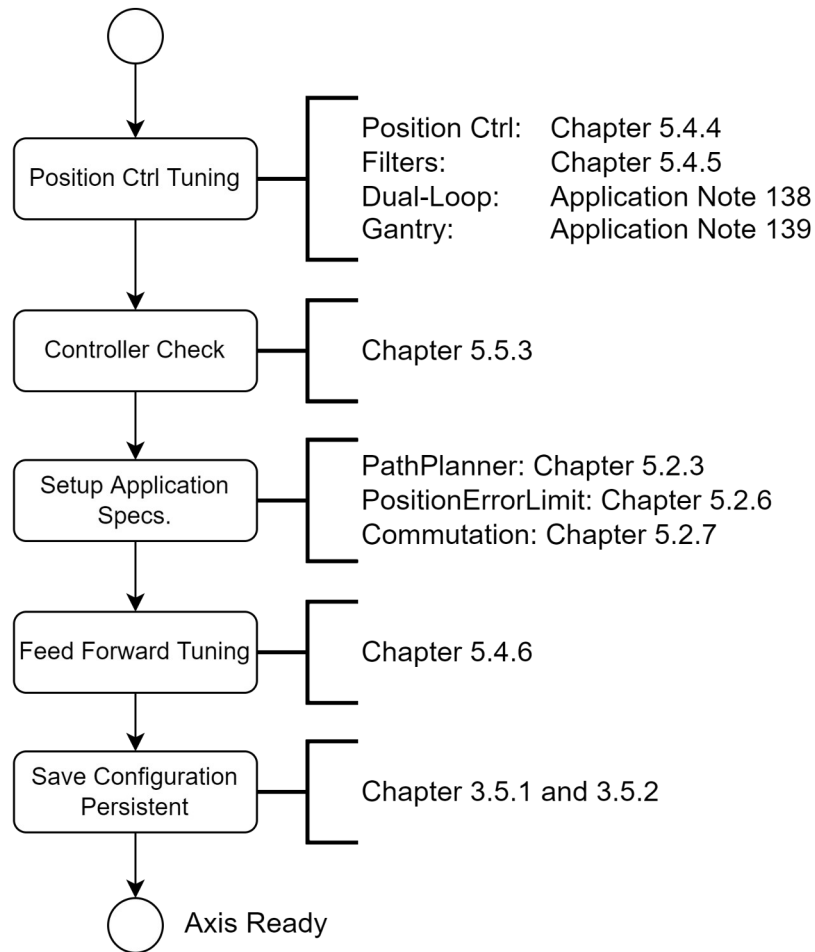 Position Ctrl Tuning
Position Ctrl: Chapter 5.4.4
Filters: Chapter 5.4.5
Dual-Loop: Application Note 138
Gantry: Application Note 139
Controller Check
Chapter 5.5.3
Setup Application
Specs.
PathPlanner: Chapter 5.2.3
PositionErrorLimit: Chapter 5.2.6
Commutation: Chapter 5.2.7
Feed Forward Tuning
Chapter 5.4.6
Save Configuration
Persistent
Chapter 3.5.1 and 3.5.2
Axis Ready